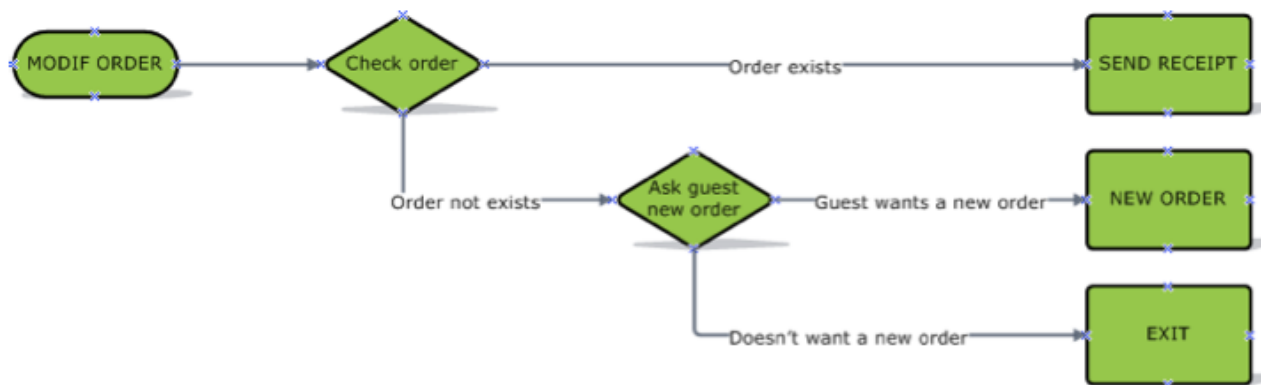 MODIF ORDER
Check order
Order exists
SEND RECEIPT
Order not exists
Ask guest
new order
Guest wants a new order
NEW ORDER
Doesn't want a new order
EXIT